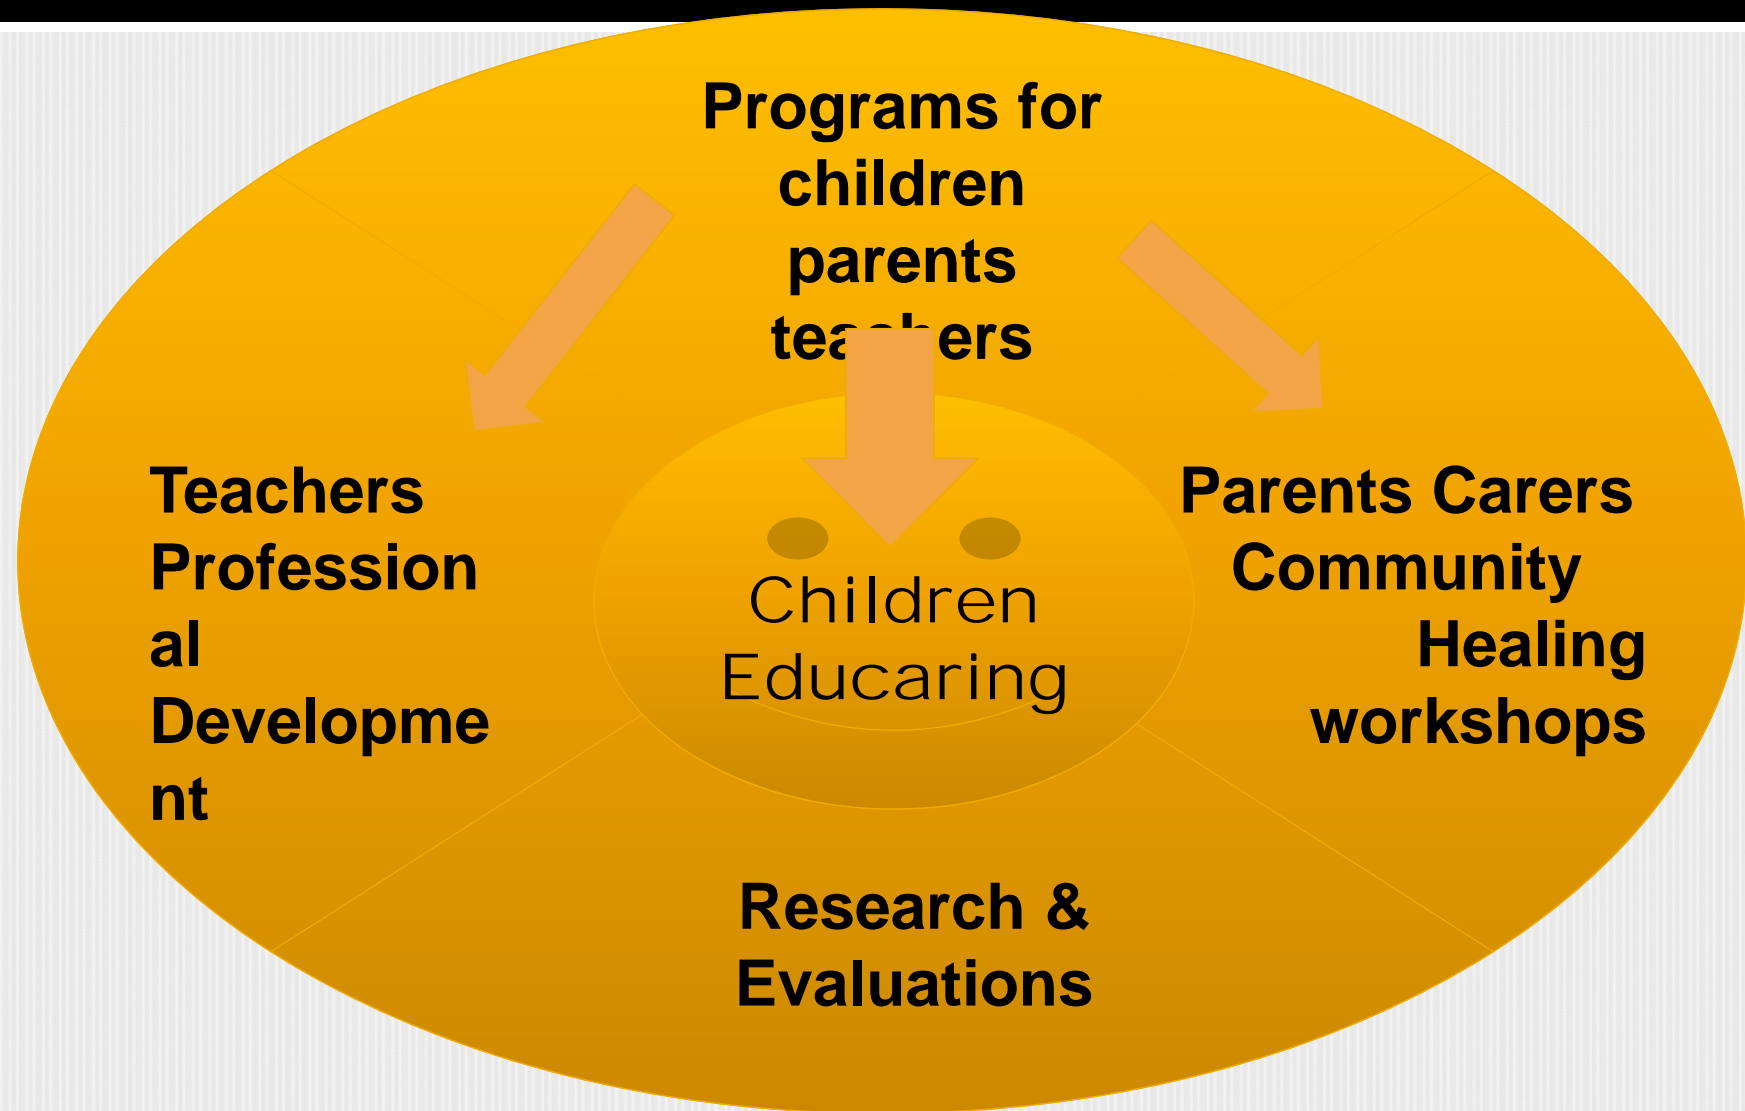 Programs for
children
parents
teachers
Teachers
Profession
al
Developme
nt
Children
Educaring
Parents Carers
Community
Healing
workshops
Research &
Evaluations